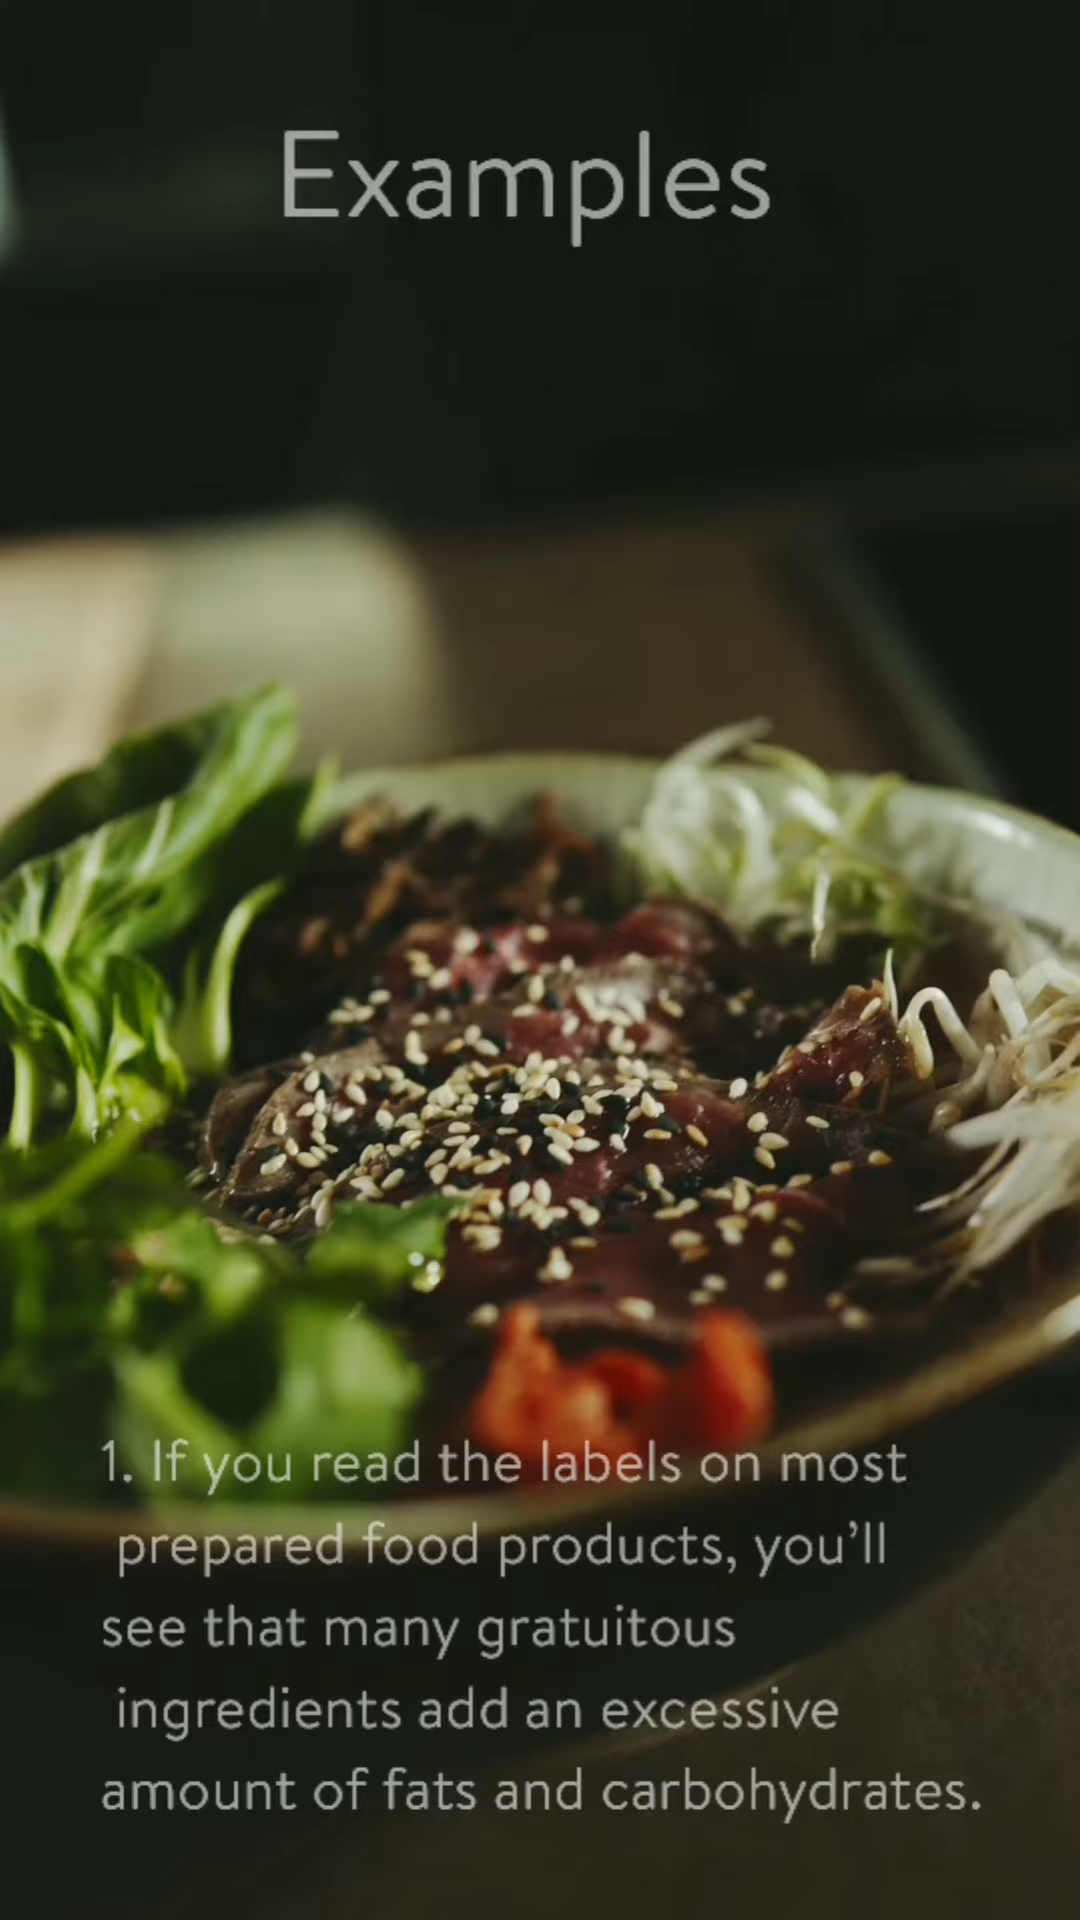 Examples
1. If you read the labels on most
prepared food products, you’ll
see that many gratuitous
ingredients add an excessive
amount of fats and carbohydrates.